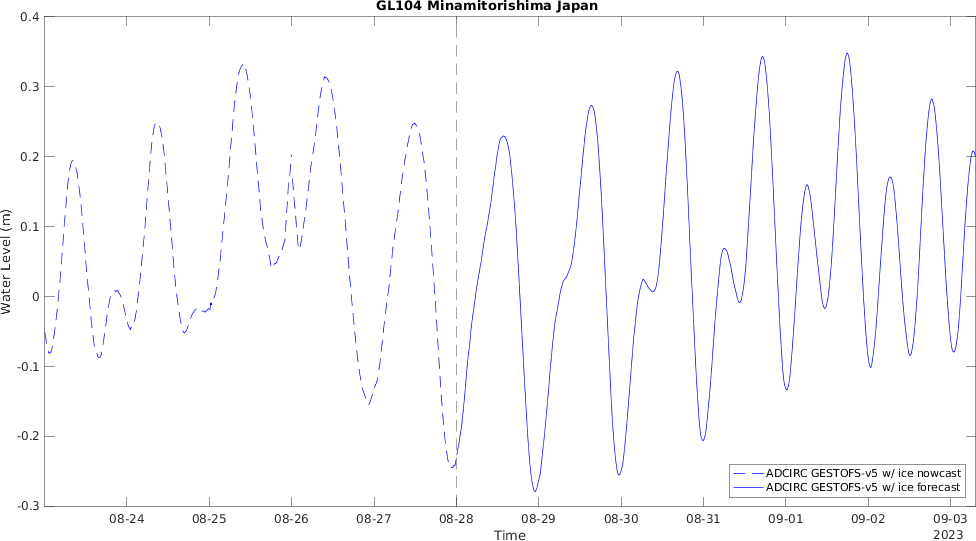 GL104 Minamitorishima Japan
0.4
0.3
0.2
0.1
0
-0.1
-0.2
-0.3
Water Level (m)
ADCIRC GESTOFS-v5 w/ ice nowcast
ADCIRC GESTOFS-v5 w/ ice forecast
08-24 08-25 08-26 08-27 08-28 08-29 08-30 08-31 09-01 09-02 09-03
Time
2023